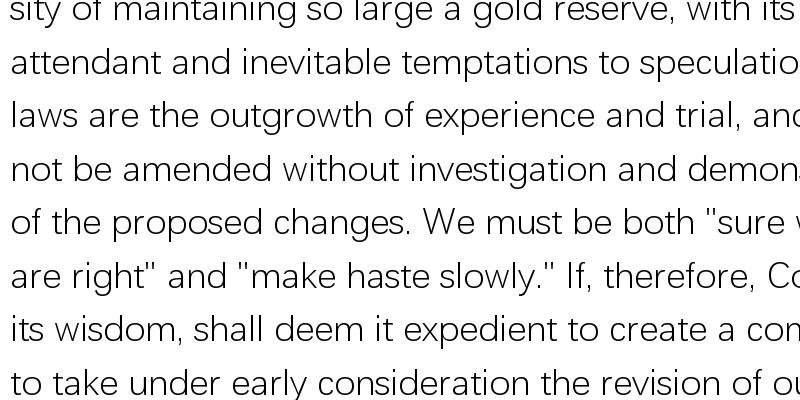 sity of maintaining so large a gold reserve, with its
attendant and inevitable temptations to speculatio
laws are the outgrowth of experience and trial, and
not be amended without investigation and demons
of the proposed changes. We must be both "sure w
are right" and "make haste slowly." If, therefore, Co
its wisdom, shall deem it expedient to create a com
to take under early consideration the revision of ou